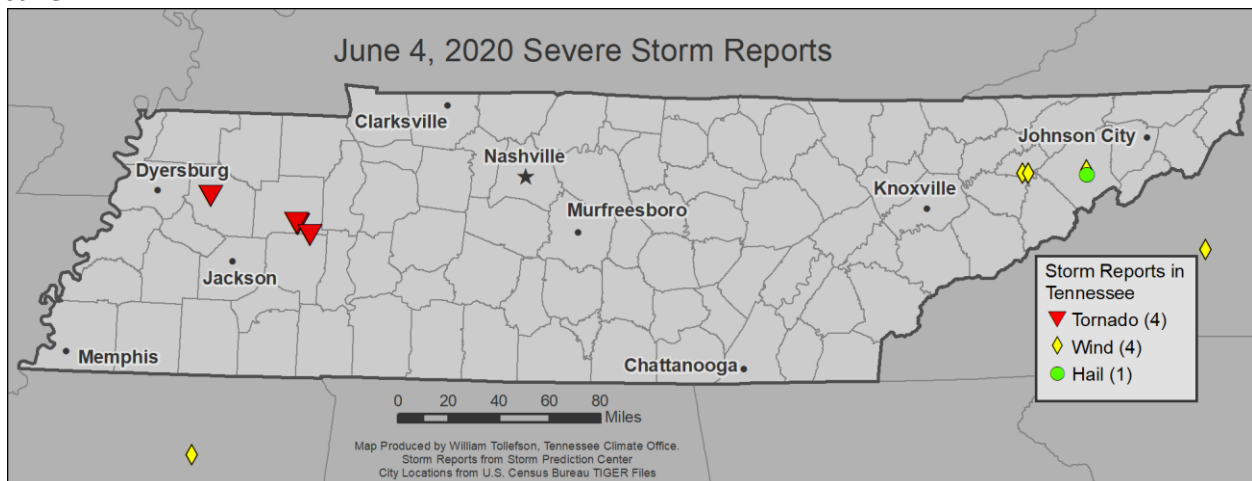 June 4, 2020 Severe Storm Reports
Clarksville
Johnson City
Nashville
Dyersburg
Knoxville
Murfreesboro
Jackson
Storm Reports in
Tennessee
Tornado (4)
Wind (4)
Hail (1)
Memphis
Chattanooga
0 20 40 60 80
Miles
Map Produced by William Tollefson, Tennessee Climate Office.
Storm Reports from Storm Prediction Center
City Locations from U.S. Census Bureau TIGER Files